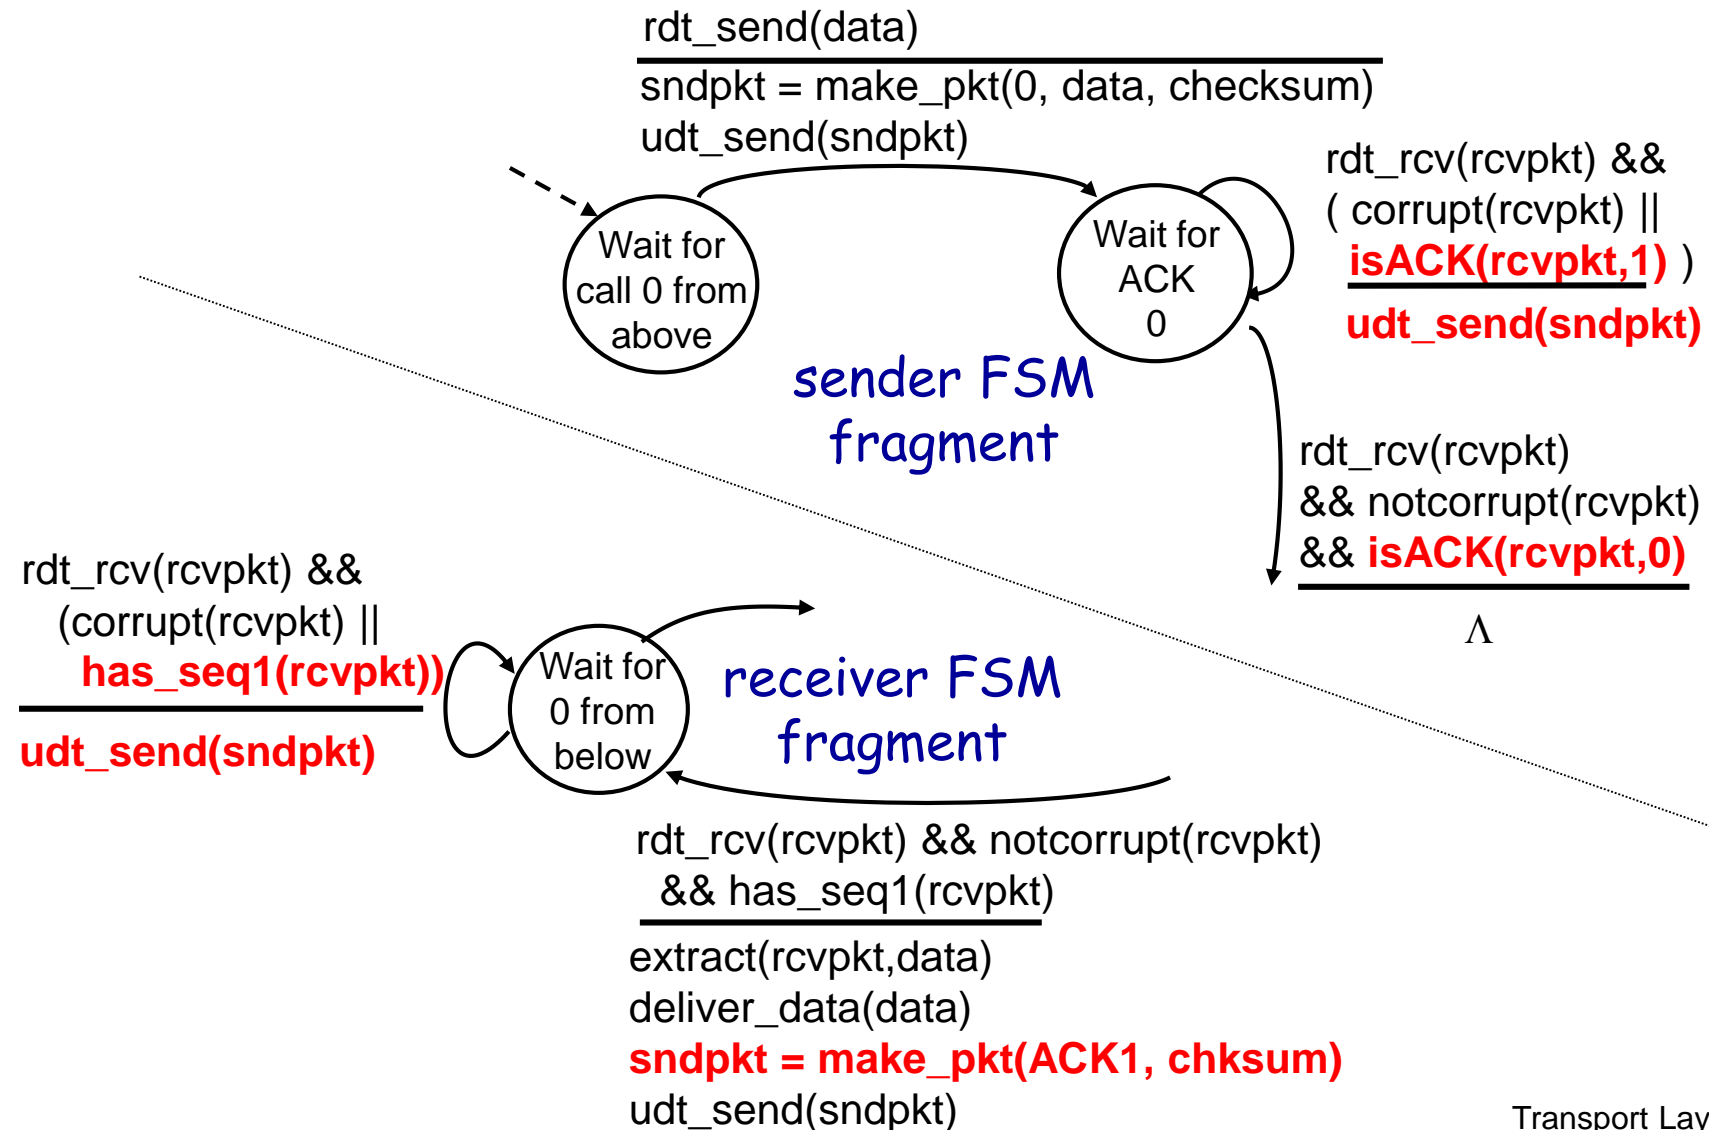 rdt_send(data)
sndpkt = make_pkt(0, data, checksum)
udt_send(sndpkt)
rdt_rcv(rcvpkt) &&
( corrupt(rcvpkt) ||
isACK(rcvpkt,1) )
udt_send(sndpkt)
Wait for
call 0 from
above
Wait for
ACK
0
sender FSM
fragment
rdt_rcv(rcvpkt)
&& notcorrupt(rcvpkt)
&& isACK(rcvpkt,0)
Λ
rdt_rcv(rcvpkt) &&
(corrupt(rcvpkt) ||
has_seq1(rcvpkt))
udt_send(sndpkt)
Wait for
0 from
below
receiver FSM
fragment
rdt_rcv(rcvpkt) && notcorrupt(rcvpkt)
&& has_seq1(rcvpkt)
extract(rcvpkt,data)
deliver_data(data)
sndpkt = make_pkt(ACK1, chksum)
udt_send(sndpkt)
Transport Lay